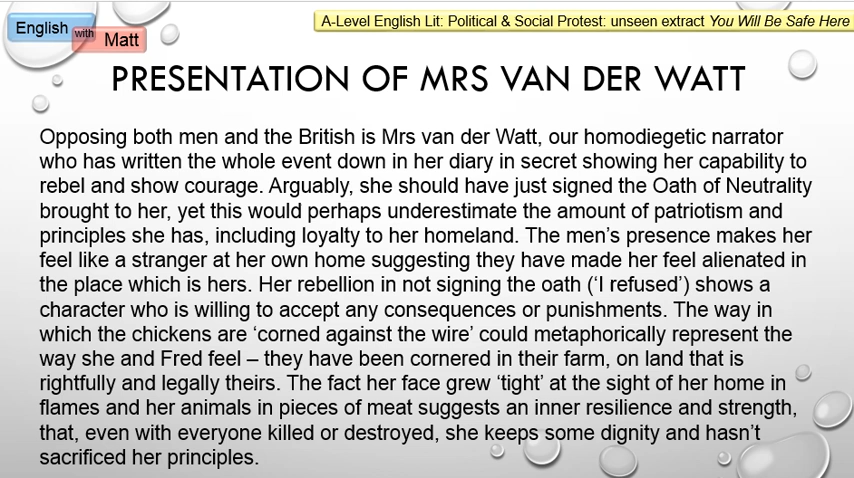 English with Matt
A-Level English Lit: Political & Social Protest: unseen extract You Will Be Safe Here
PRESENTATION OF MRS VAN DER WATT
Opposing both men and the British is Mrs van der Watt, our homodiegetic narrator
who has written the whole event down in her diary in secret showing her capability to
rebel and show courage. Arguably, she should have just signed the Oath of Neutrality
brought to her, yet this would perhaps underestimate the amount of patriotism and
principles she has, including loyalty to her homeland. The men’s presence makes her
feel like a stranger at her own home suggesting they have made her feel alienated in
the place which is hers. Her rebellion in not signing the oath (‘I refused’) shows a
character who is willing to accept any consequences or punishments. The way in
which the chickens are ‘corned against the wire’ could metaphorically represent the
way she and Fred feel – they have been cornered in their farm, on land that is
rightfully and legally theirs. The fact her face grew ‘tight’ at the sight of her home in
flames and her animals in pieces of meat suggests an inner resilience and strength,
that, even with everyone killed or destroyed, she keeps some dignity and hasn’t
sacrificed her principles.